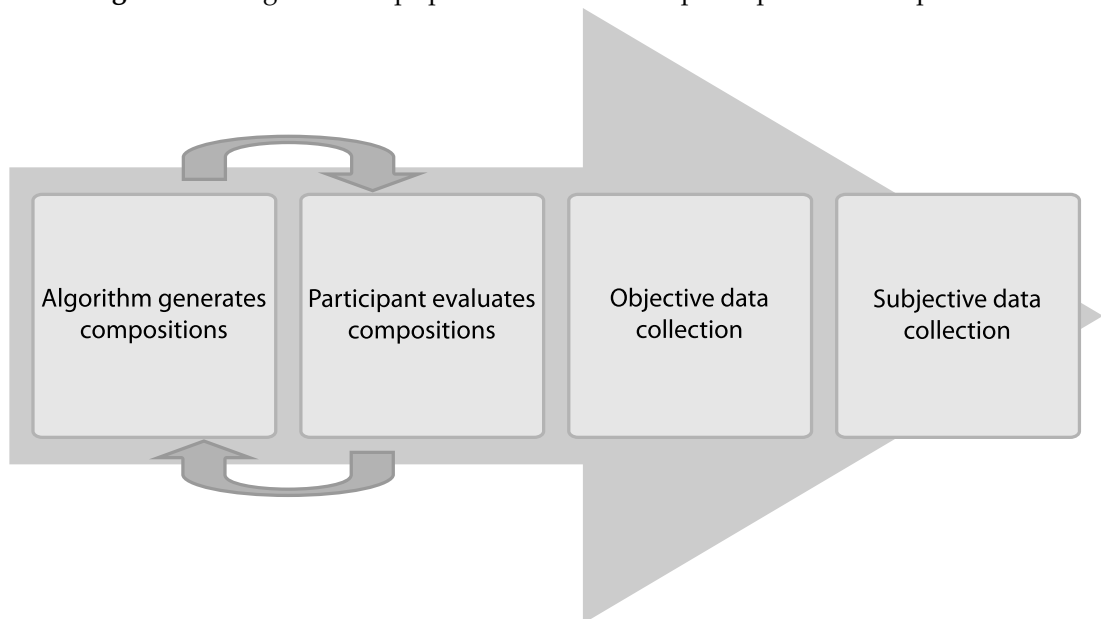 Algorithm generates
compositions
Participant evaluates
compositions
Objective data
collection
Subjective data
collection